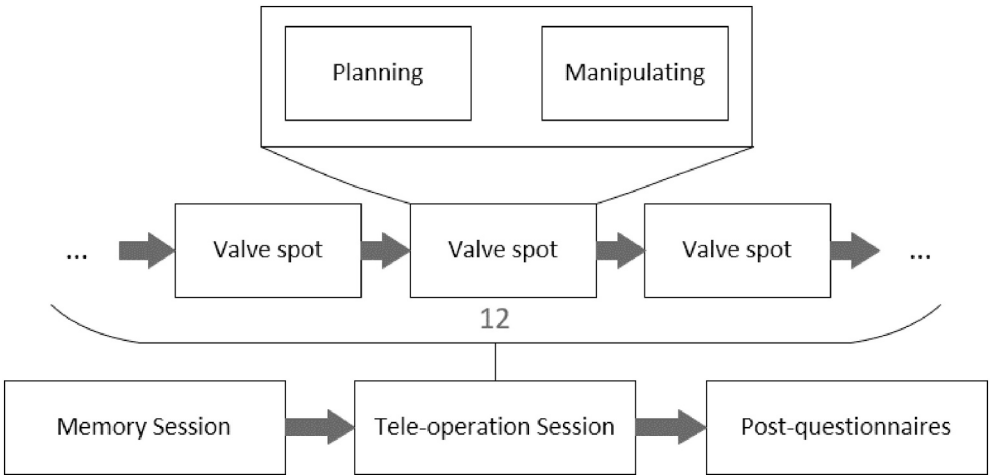 Planning
Manipulating
...
Valve spot
Valve spot
Valve spot
...
12
Memory Session
Tele-operation Session
Post-questionnaires